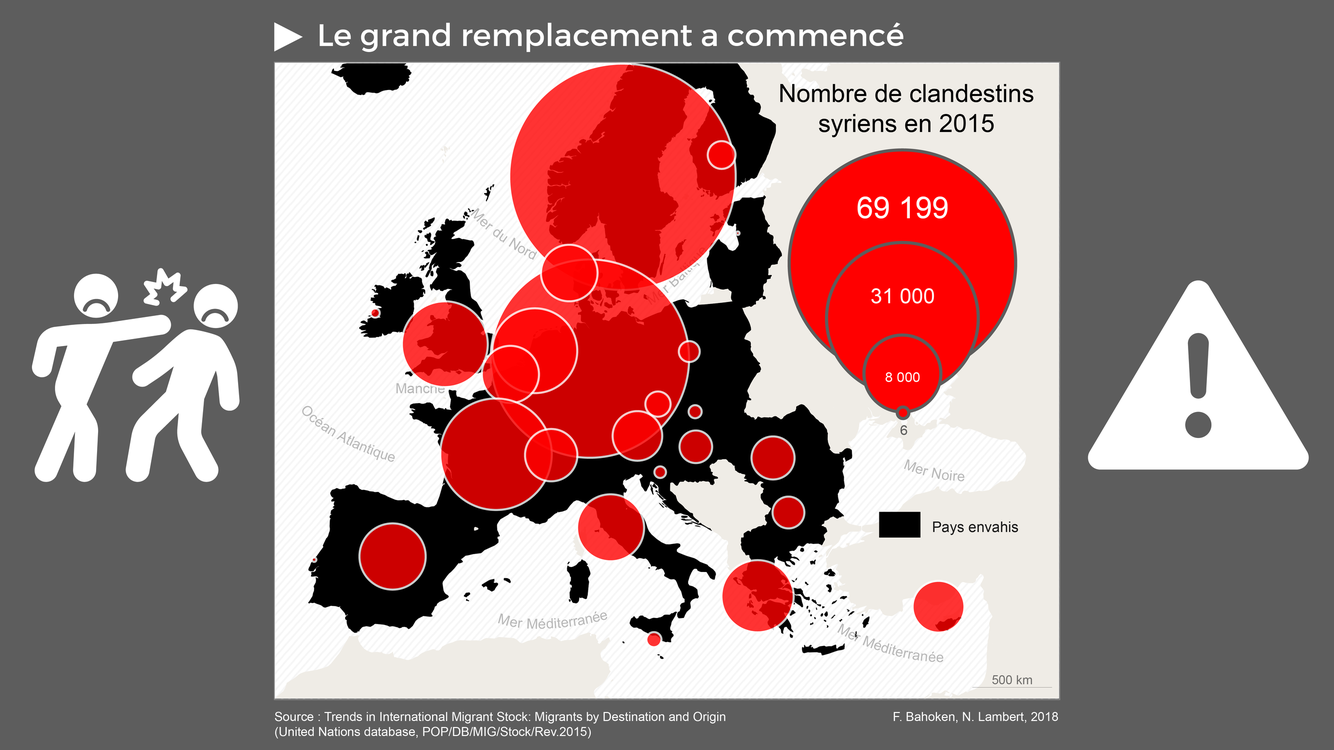 Le grand remplacement a commencé
Nombre de clandestins
syriens en 2015
69 199
31 000
8 000
6
Mer du Nord
Manche
Océan Atlantique
Mer Noire
Pays envahis
Mer Méditerranée
Mer Méditerranée
500 km
Source : Trends in International Migrant Stock: Migrants by Destination and Origin
(United Nations database, POP/DB/MIG/Stock/Rev.2015)
F. Bahoken, N. Lambert, 2018